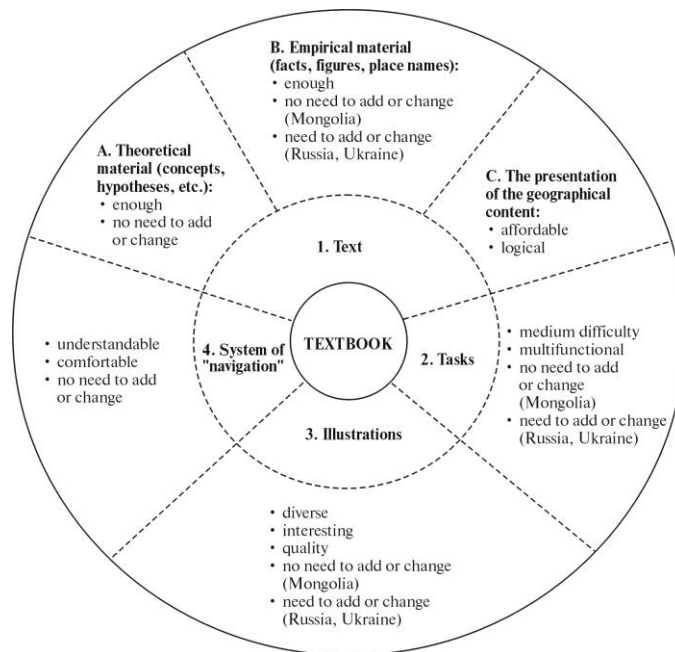 B. Empirical material
(facts, figures, place names):
• enough
• no need to add or change
(Mongolia)
• need to add or change
(Russia, Ukraine)
A. Theoretical
material (concepts,
hypotheses, etc.):
• enough
• no need to add
or change
C. The presentation
of the geographical
content:
• affordable
• logical
1. Text
TEXTBOOK
4. System of
"navigation"
2. Tasks
3. Illustrations
• understandable
• comfortable
• no need to add
or change
• medium difficulty
• multifunctional
• no need to add
or change
(Mongolia)
• need to add or change
(Russia, Ukraine)
• diverse
• interesting
• quality
• no need to add or change
(Mongolia)
• need to add or change
(Russia, Ukraine)